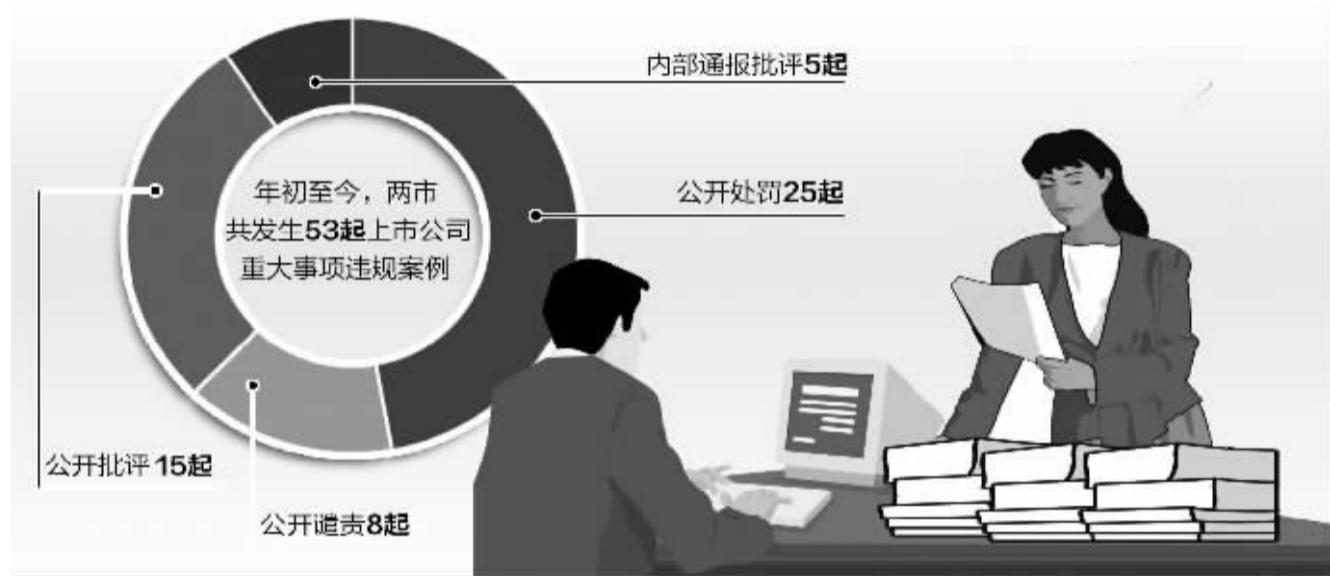 内部通报批评5起
年初至今，两市
共发生53起上市公司
重大事项违规案例
公开处罚25起
公开批评 15起
公开谴责8起